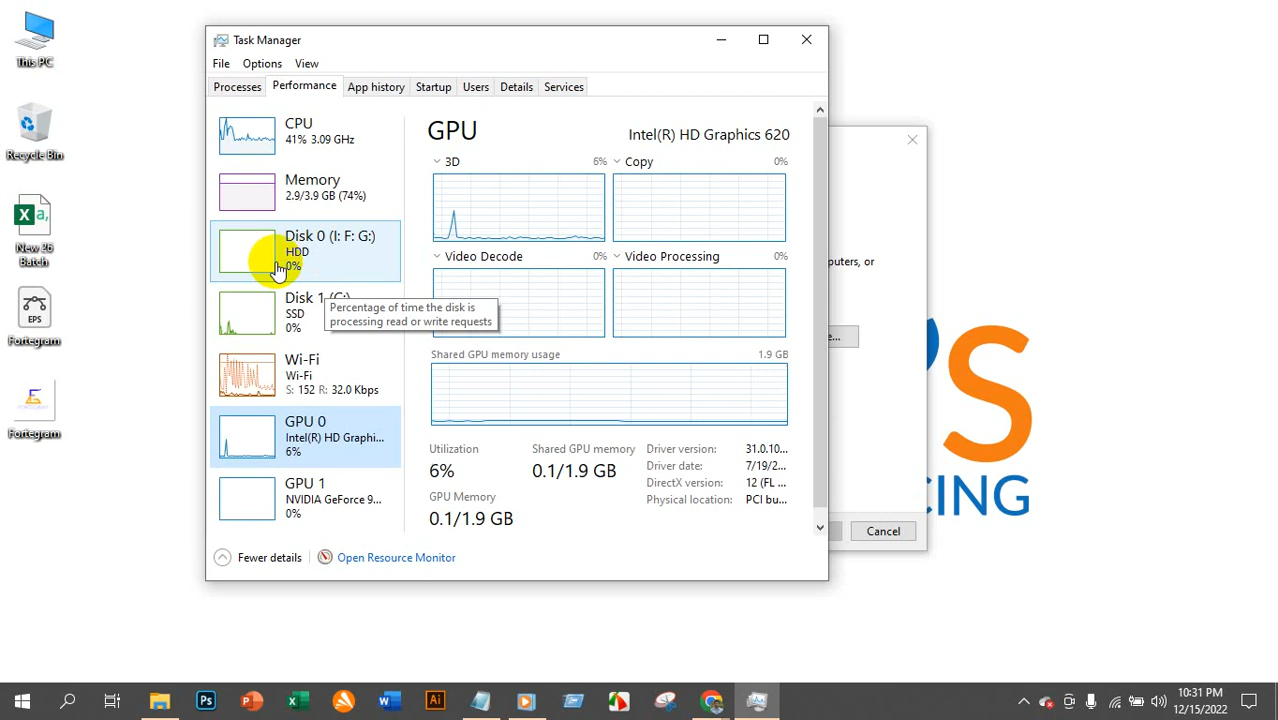 This PC
Recycle Bin
New 26
Batch
EPS
Fortegram
Fortegram
Task Manager
File Options View
Processes Performance App history Startup Users Details Services
CPU
41% 3.09 GHz
Memory
2.9/3.9 GB (74%)
Disk 0 (I: F: G:)
HDD
0%
Disk 1 (C:)
SSD
0%
Wi-Fi
Wi-Fi
S: 152 R: 32.0 Kbps
GPU 0
Intel(R) HD Graphi...
6%
GPU 1
NVIDIA GeForce 9...
0%
Percentage of time the disk is
processing read or write requests
GPU Intel(R) HD Graphics 620
3D 6% Copy 0%
Video Decode 0% Video Processing 0%
Shared GPU memory usage 1.9 GB
Utilization
6%
Shared GPU memory
0.1/1.9 GB
GPU Memory
0.1/1.9 GB
Driver version: 31.0.10...
Driver date: 7/19/2...
DirectX version: 12 (FL ...
Physical location: PCI bu...
Fewer details Open Resource Monitor
puters, or
e...
Cancel
S
CING
Ps Ai
10:31 PM
12/15/2022